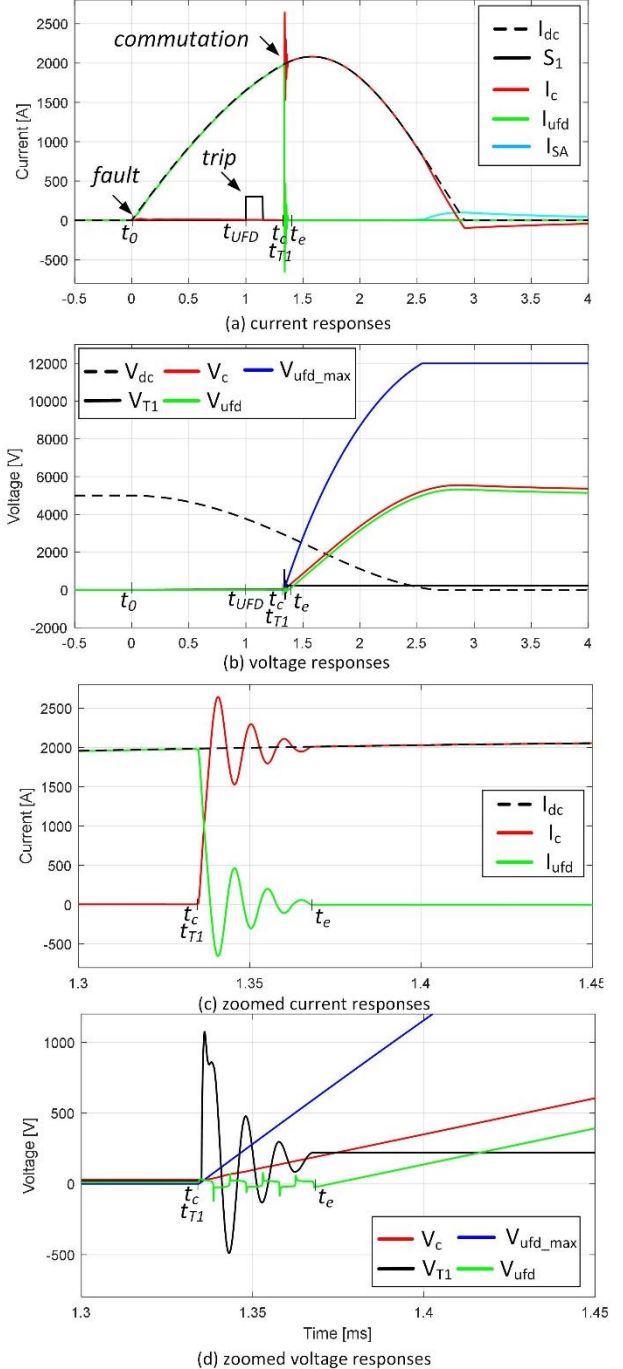 2500
2000
1500
1000
500
0
-500
Current [A]
commutation
fault
trip
t0
tUFD
tc
tT1
te
Idc
S1
Ic
Iufd
ISA
-0.5 0 0.5 1 1.5 2 2.5 3 3.5 4
(a) current responses
12000
10000
8000
6000
4000
2000
0
-2000
Voltage [V]
Vdc Vc Vufd_max
VT1 Vufd
t0
tUFD
tc
tT1
te
-0.5 0 0.5 1 1.5 2 2.5 3 3.5 4
(b) voltage responses
2500
2000
1500
1000
500
0
-500
Current [A]
Idc
Ic
Iufd
tc
tT1
te
1.3 1.35 1.4 1.45
(c) zoomed current responses
1000
500
0
-500
Voltage [V]
tc
tT1
te
Vc Vufd_max
VT1 Vufd
1.3 1.35 1.4 1.45
Time [ms]
(d) zoomed voltage responses